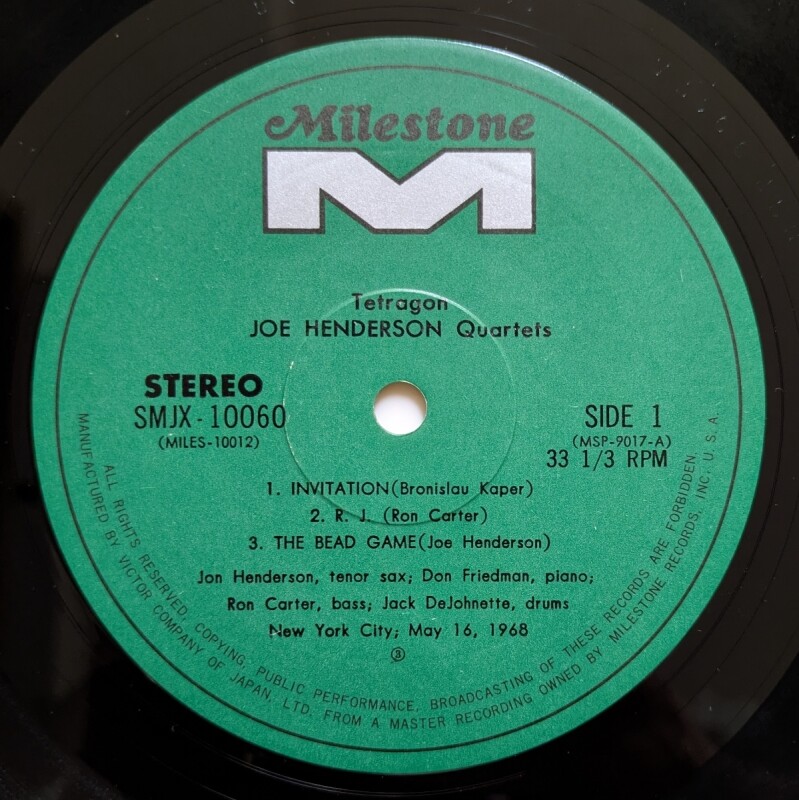 Milestone
M
Tetragon
JOE HENDERSON Quartets
STEREO
SMJX-10060
(MILES-10012)
SIDE 1
(MSP-9017-A)
33 1/3 RPM
1. INVITATION(Bronislau Kaper)
2. R. J. (Ron Carter)
3. THE BEAD GAME(Joe Henderson)
Jon Henderson, tenor sax; Don Friedman, piano;
Ron Carter, bass; Jack DeJohnette, drums
New York City; May 16, 1968
③
ALL RIGHTS RESERVED, COPYING, PUBLIC PERFORMANCE, BROADCASTING OF THESE RECORDS ARE FORBIDDEN.
MANUFACTURED BY VICTOR COMPANY OF JAPAN, LTD. FROM A MASTER RECORDING OWNED BY MILESTONE RECORDS, INC. U. S. A.